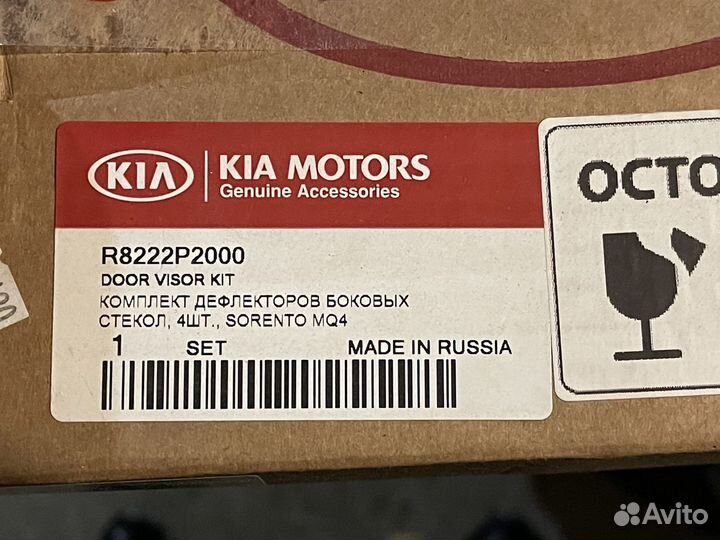 KIA
KIA MOTORS
Genuine Accessories
R8222P2000
DOOR VISOR KIT
КОМПЛЕКТ ДЕФЛЕКТОРОВ БОКОВЫХ
СТЕКОЛ, 4ШТ., SORENTO MQ4
1 SET MADE IN RUSSIA
ОСТО
Avito